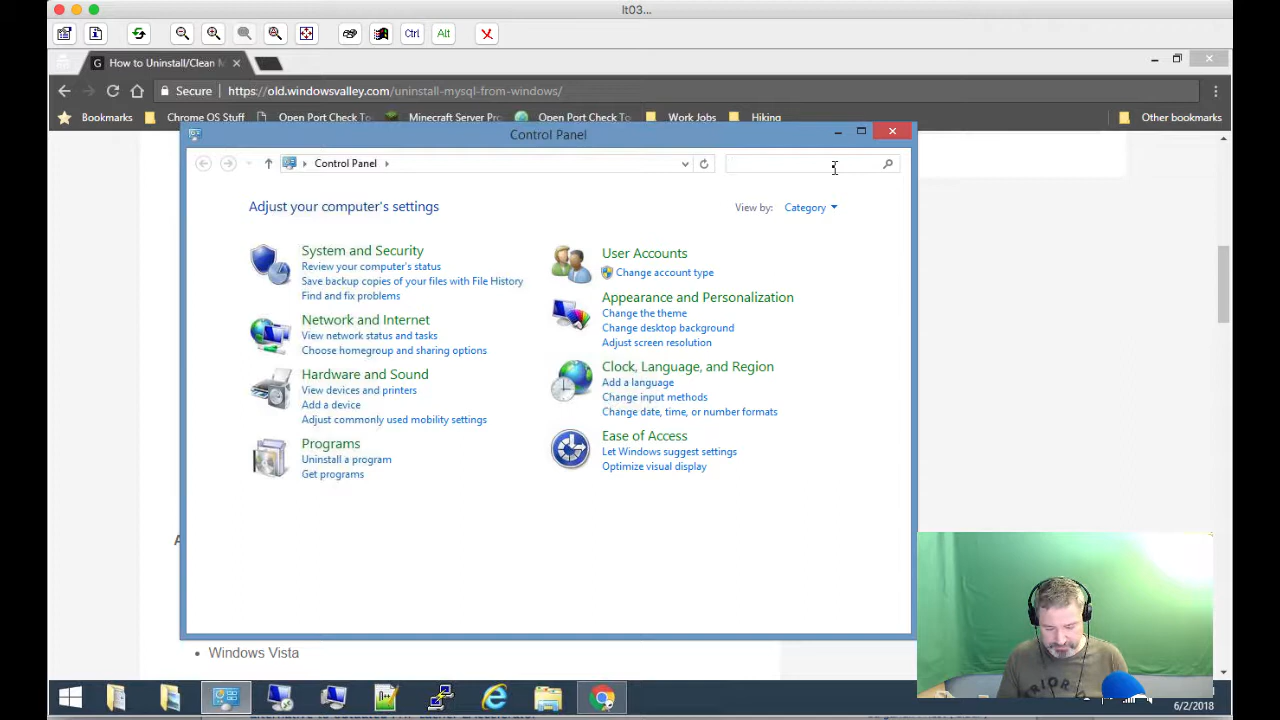 lt03...
Ctrl
Alt
How to Uninstall/Clean M
Secure
https://old.windowsvalley.com/uninstall-mysql-from-windows/
Bookmarks
Chrome OS Stuff
Open Port Check To
Minecraft Server Pro
Open Port Check To
Work Jobs
Hiking
Other bookmarks
Control Panel
Control Panel
Adjust your computer's settings
View by:
Category
System and Security
Review your computer's status
Save backup copies of your files with File History
Find and fix problems
Network and Internet
View network status and tasks
Choose homegroup and sharing options
Hardware and Sound
View devices and printers
Add a device
Adjust commonly used mobility settings
Programs
Uninstall a program
Get programs
User Accounts
Change account type
Appearance and Personalization
Change the theme
Change desktop background
Adjust screen resolution
Clock, Language, and Region
Add a language
Change input methods
Change date, time, or number formats
Ease of Access
Let Windows suggest settings
Optimize visual display
• Windows Vista
6/2/2018